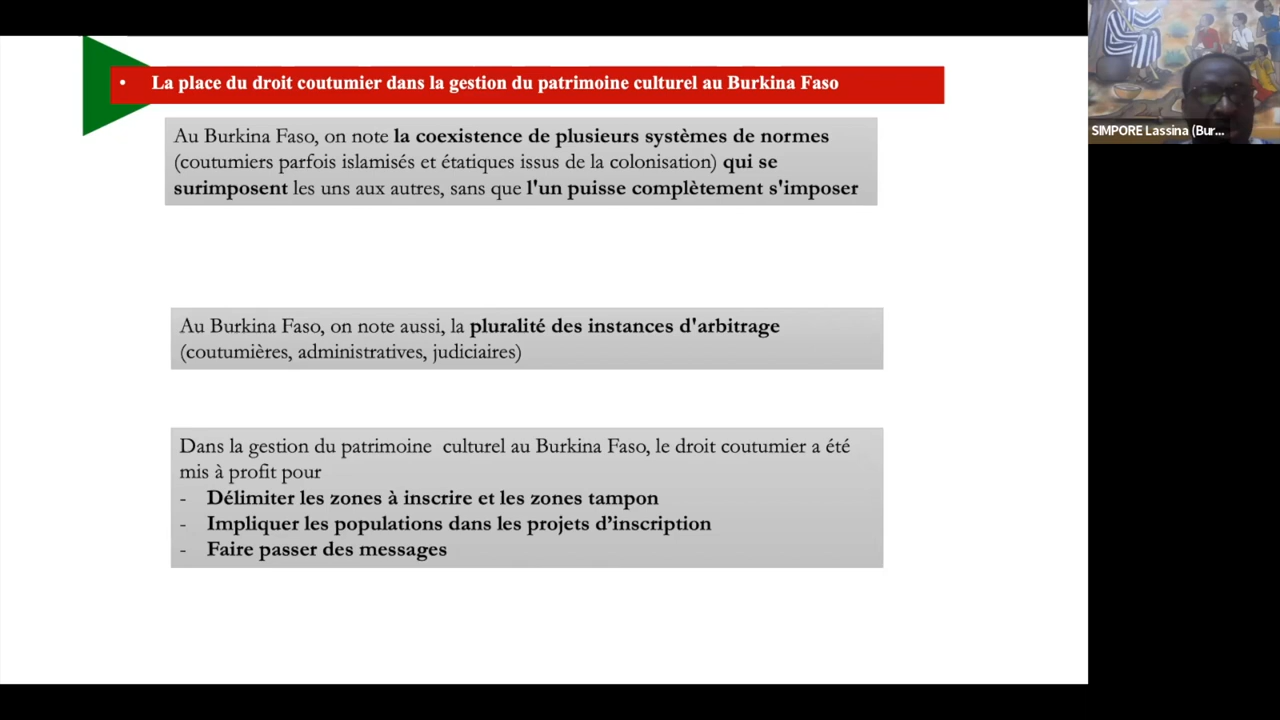 • La place du droit coutumier dans la gestion du patrimoine culturel au Burkina Faso
SIMPORE Lassina (Bur...
Au Burkina Faso, on note la coexistence de plusieurs systèmes de normes
(coutumiers parfois islamisés et étatiques issus de la colonisation) qui se
surimposent les uns aux autres, sans que l'un puisse complètement s'imposer
Au Burkina Faso, on note aussi, la pluralité des instances d'arbitrage
(coutumières, administratives, judiciaires)
Dans la gestion du patrimoine culturel au Burkina Faso, le droit coutumier a été
mis à profit pour
- Délimiter les zones à inscrire et les zones tampon
- Impliquer les populations dans les projets d’inscription
- Faire passer des messages